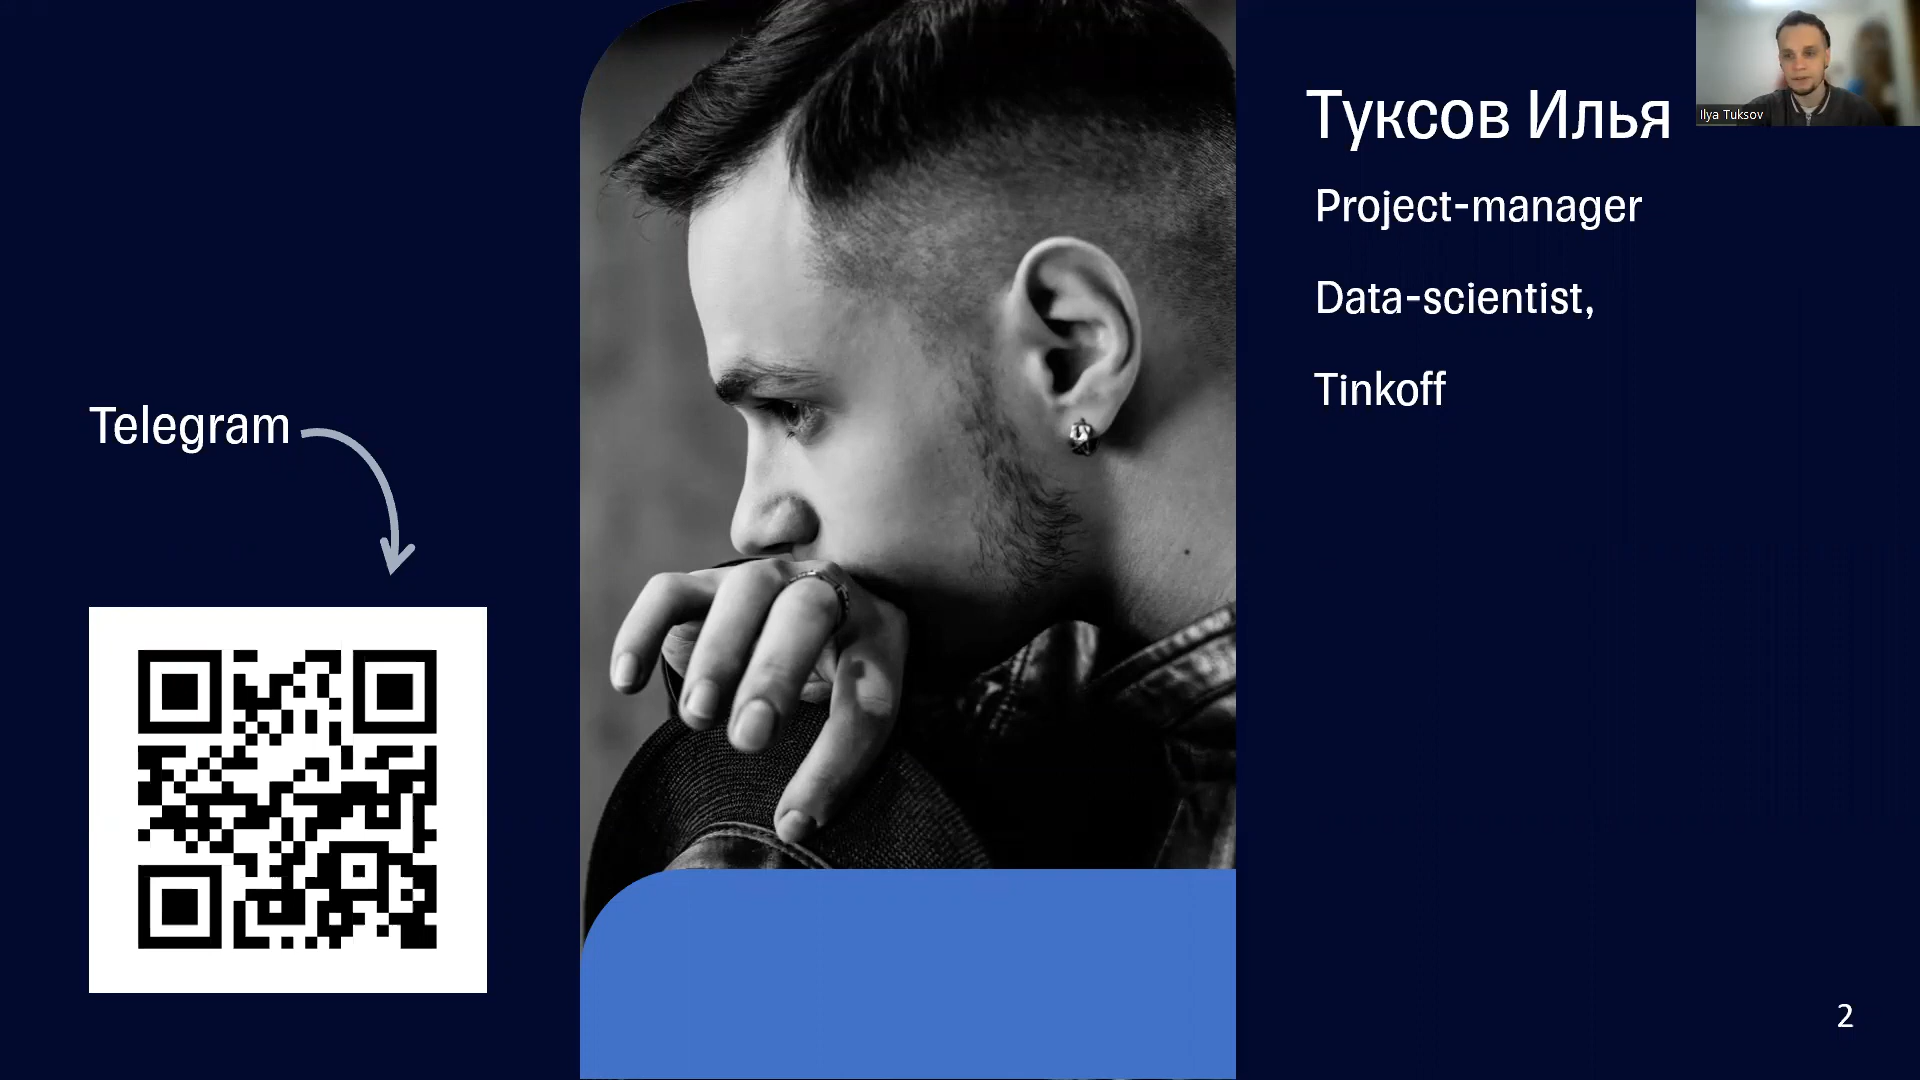 Туксов Илья
Ilya Tuksov
Project-manager
Data-scientist,
Tinkoff
Telegram
2